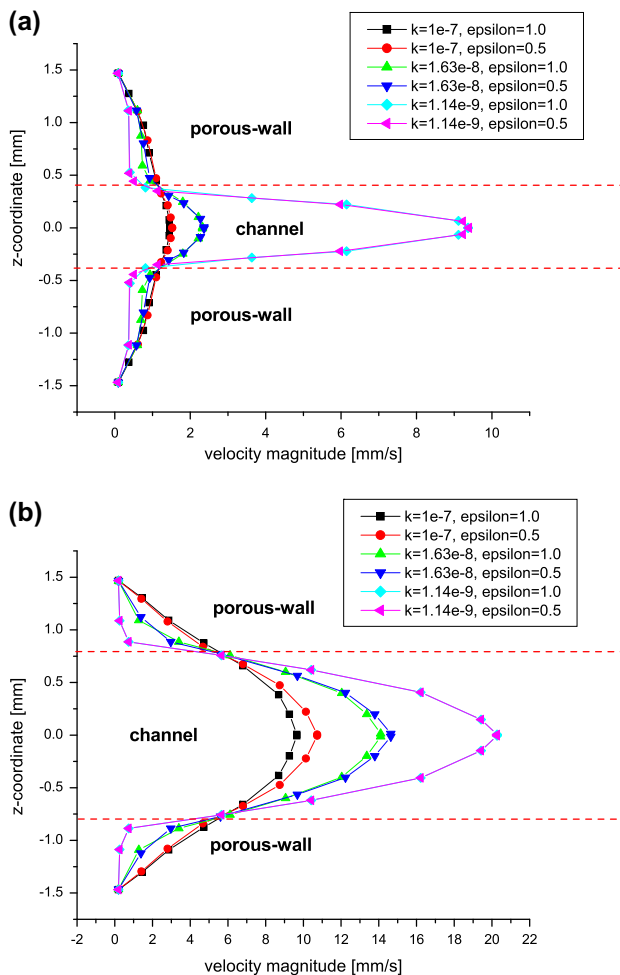 (a)
k=1e-7, epsilon=1.0
k=1e-7, epsilon=0.5
k=1.63e-8, epsilon=1.0
k=1.63e-8, epsilon=0.5
k=1.14e-9, epsilon=1.0
k=1.14e-9, epsilon=0.5
1.5
1.0
0.5
0.0
-0.5
-1.0
-1.5
z-coordinate [mm]
porous-wall
channel
porous-wall
0 2 4 6 8 10
velocity magnitude [mm/s]
(b)
k=1e-7, epsilon=1.0
k=1e-7, epsilon=0.5
k=1.63e-8, epsilon=1.0
k=1.63e-8, epsilon=0.5
k=1.14e-9, epsilon=1.0
k=1.14e-9, epsilon=0.5
1.5
1.0
0.5
0.0
-0.5
-1.0
-1.5
z-coordinate [mm]
porous-wall
channel
porous-wall
-2 0 2 4 6 8 10 12 14 16 18 20 22
velocity magnitude [mm/s]